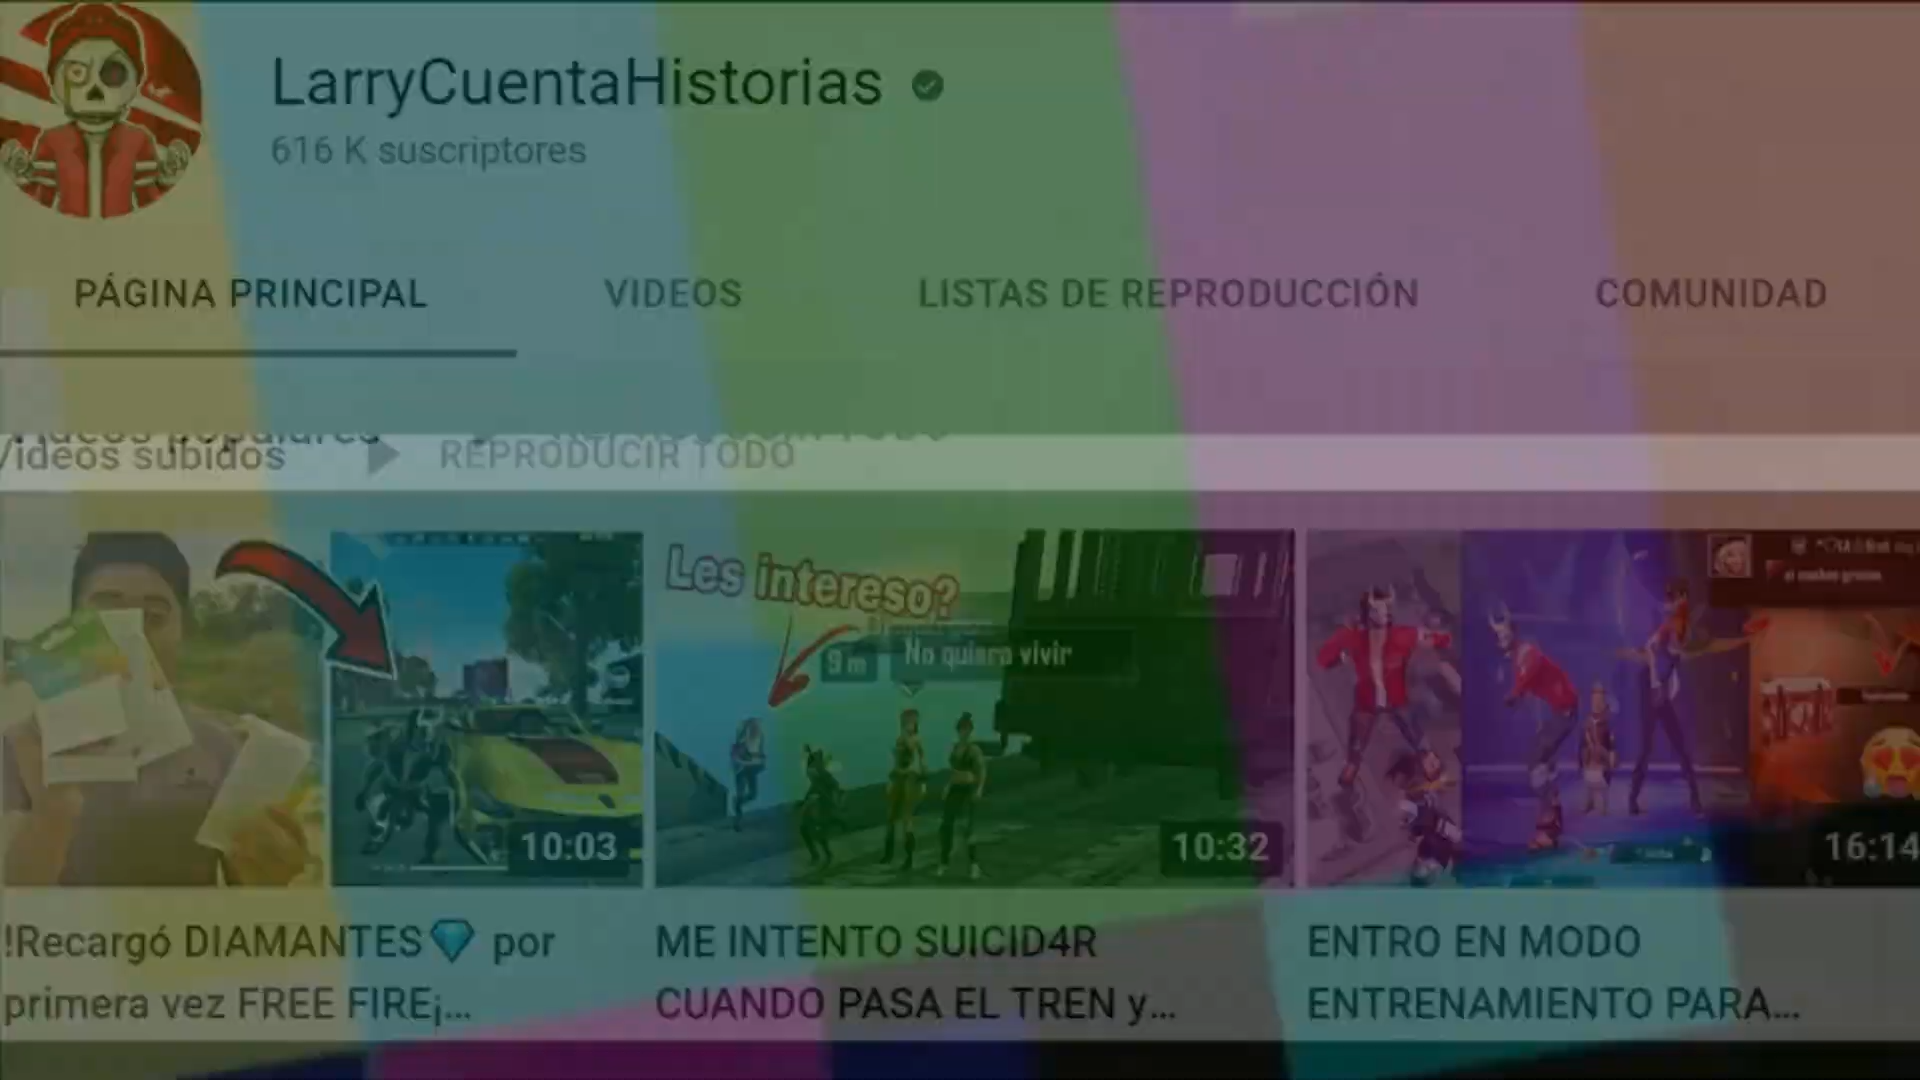 LarryCuentaHistorias
616 K suscriptores
PÁGINA PRINCIPAL
VIDEOS
LISTAS DE REPRODUCCIÓN
COMUNIDAD
Videos populares
Videos subidos
REPRODUCIR TODO
Les intereso?
9 m
No quiero vivir
10:03
10:32
16:14
!Recargó DIAMANTES💎 por
primera vez FREE FIRE¡...
ME INTENTO SUICID4R
CUANDO PASA EL TREN y...
ENTRO EN MODO
ENTRENAMIENTO PARA...